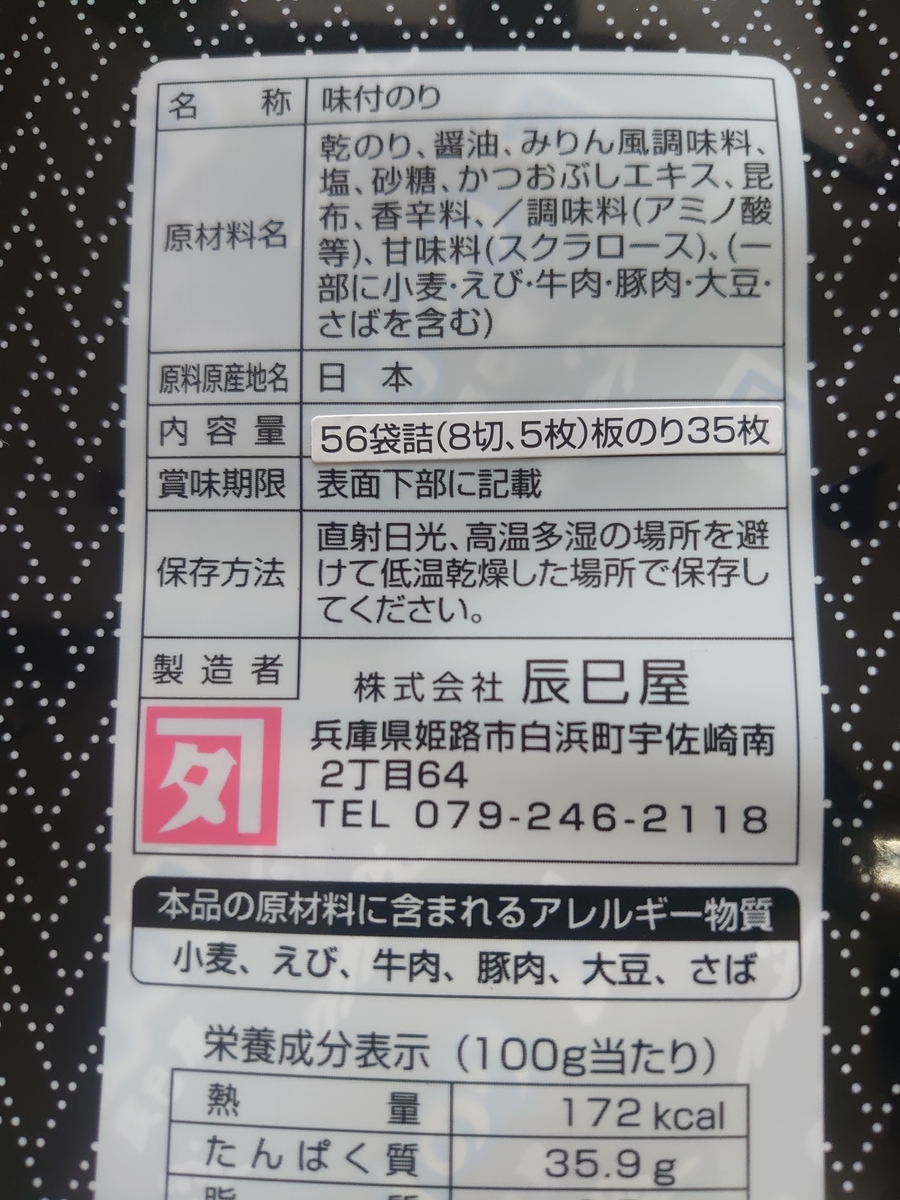 名称 味付のり
原材料名
乾のり、醤油、みりん風調味料、
塩、砂糖、かつおぶしエキス、昆
布、香辛料、／調味料(アミノ酸
等)、甘味料(スクラロース)、(一
部に小麦・えび・牛肉・豚肉・大豆・
さばを含む)
原料原産地名 日本
内容量 56袋詰(8切、5枚)板のり35枚
賞味期限 表面下部に記載
保存方法
直射日光、高温多湿の場所を避
けて低温乾燥した場所で保存し
てください。
製造者
株式会社 辰巳屋
兵庫県姫路市白浜町宇佐崎南
2丁目64
TEL 079-246-2118
本品の原材料に含まれるアレルギー物質
小麦、えび、牛肉、豚肉、大豆、さば
栄養成分表示（100g当たり）
熱量 172kcal
たんぱく質 35.9g